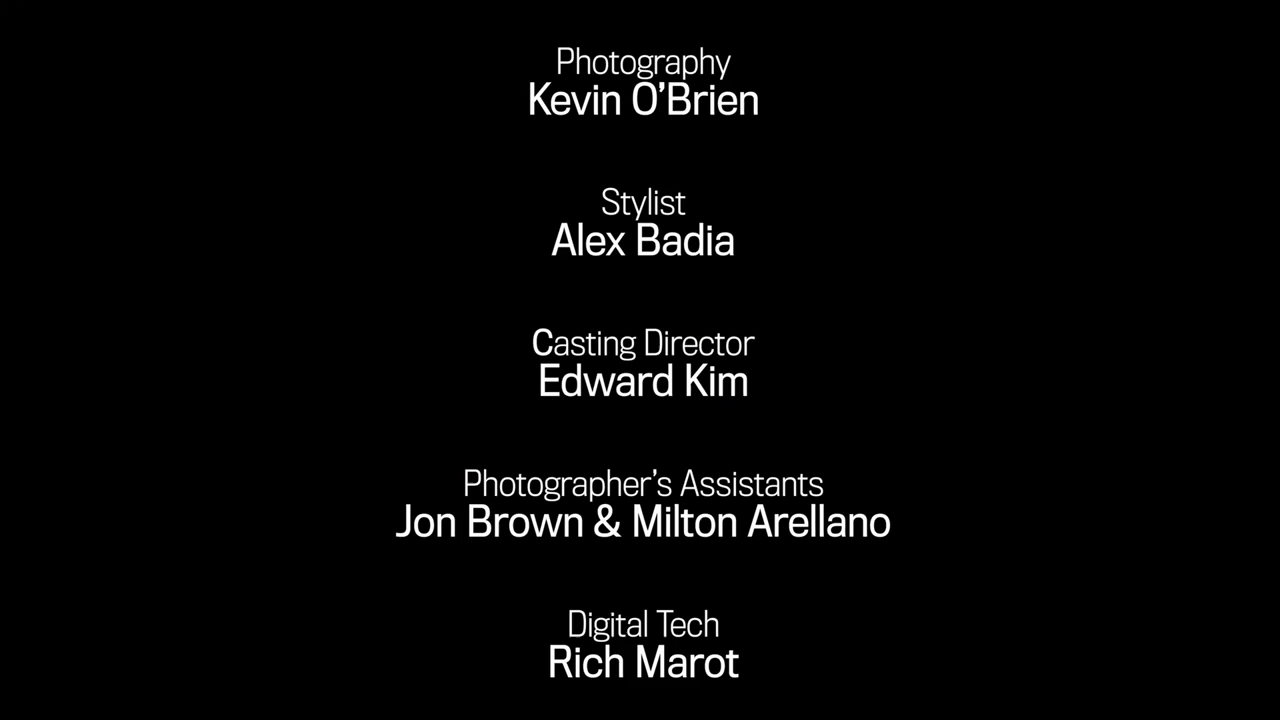 Photography
Kevin O’Brien
Stylist
Alex Badia
Casting Director
Edward Kim
Photographer’s Assistants
Jon Brown & Milton Arellano
Digital Tech
Rich Marot